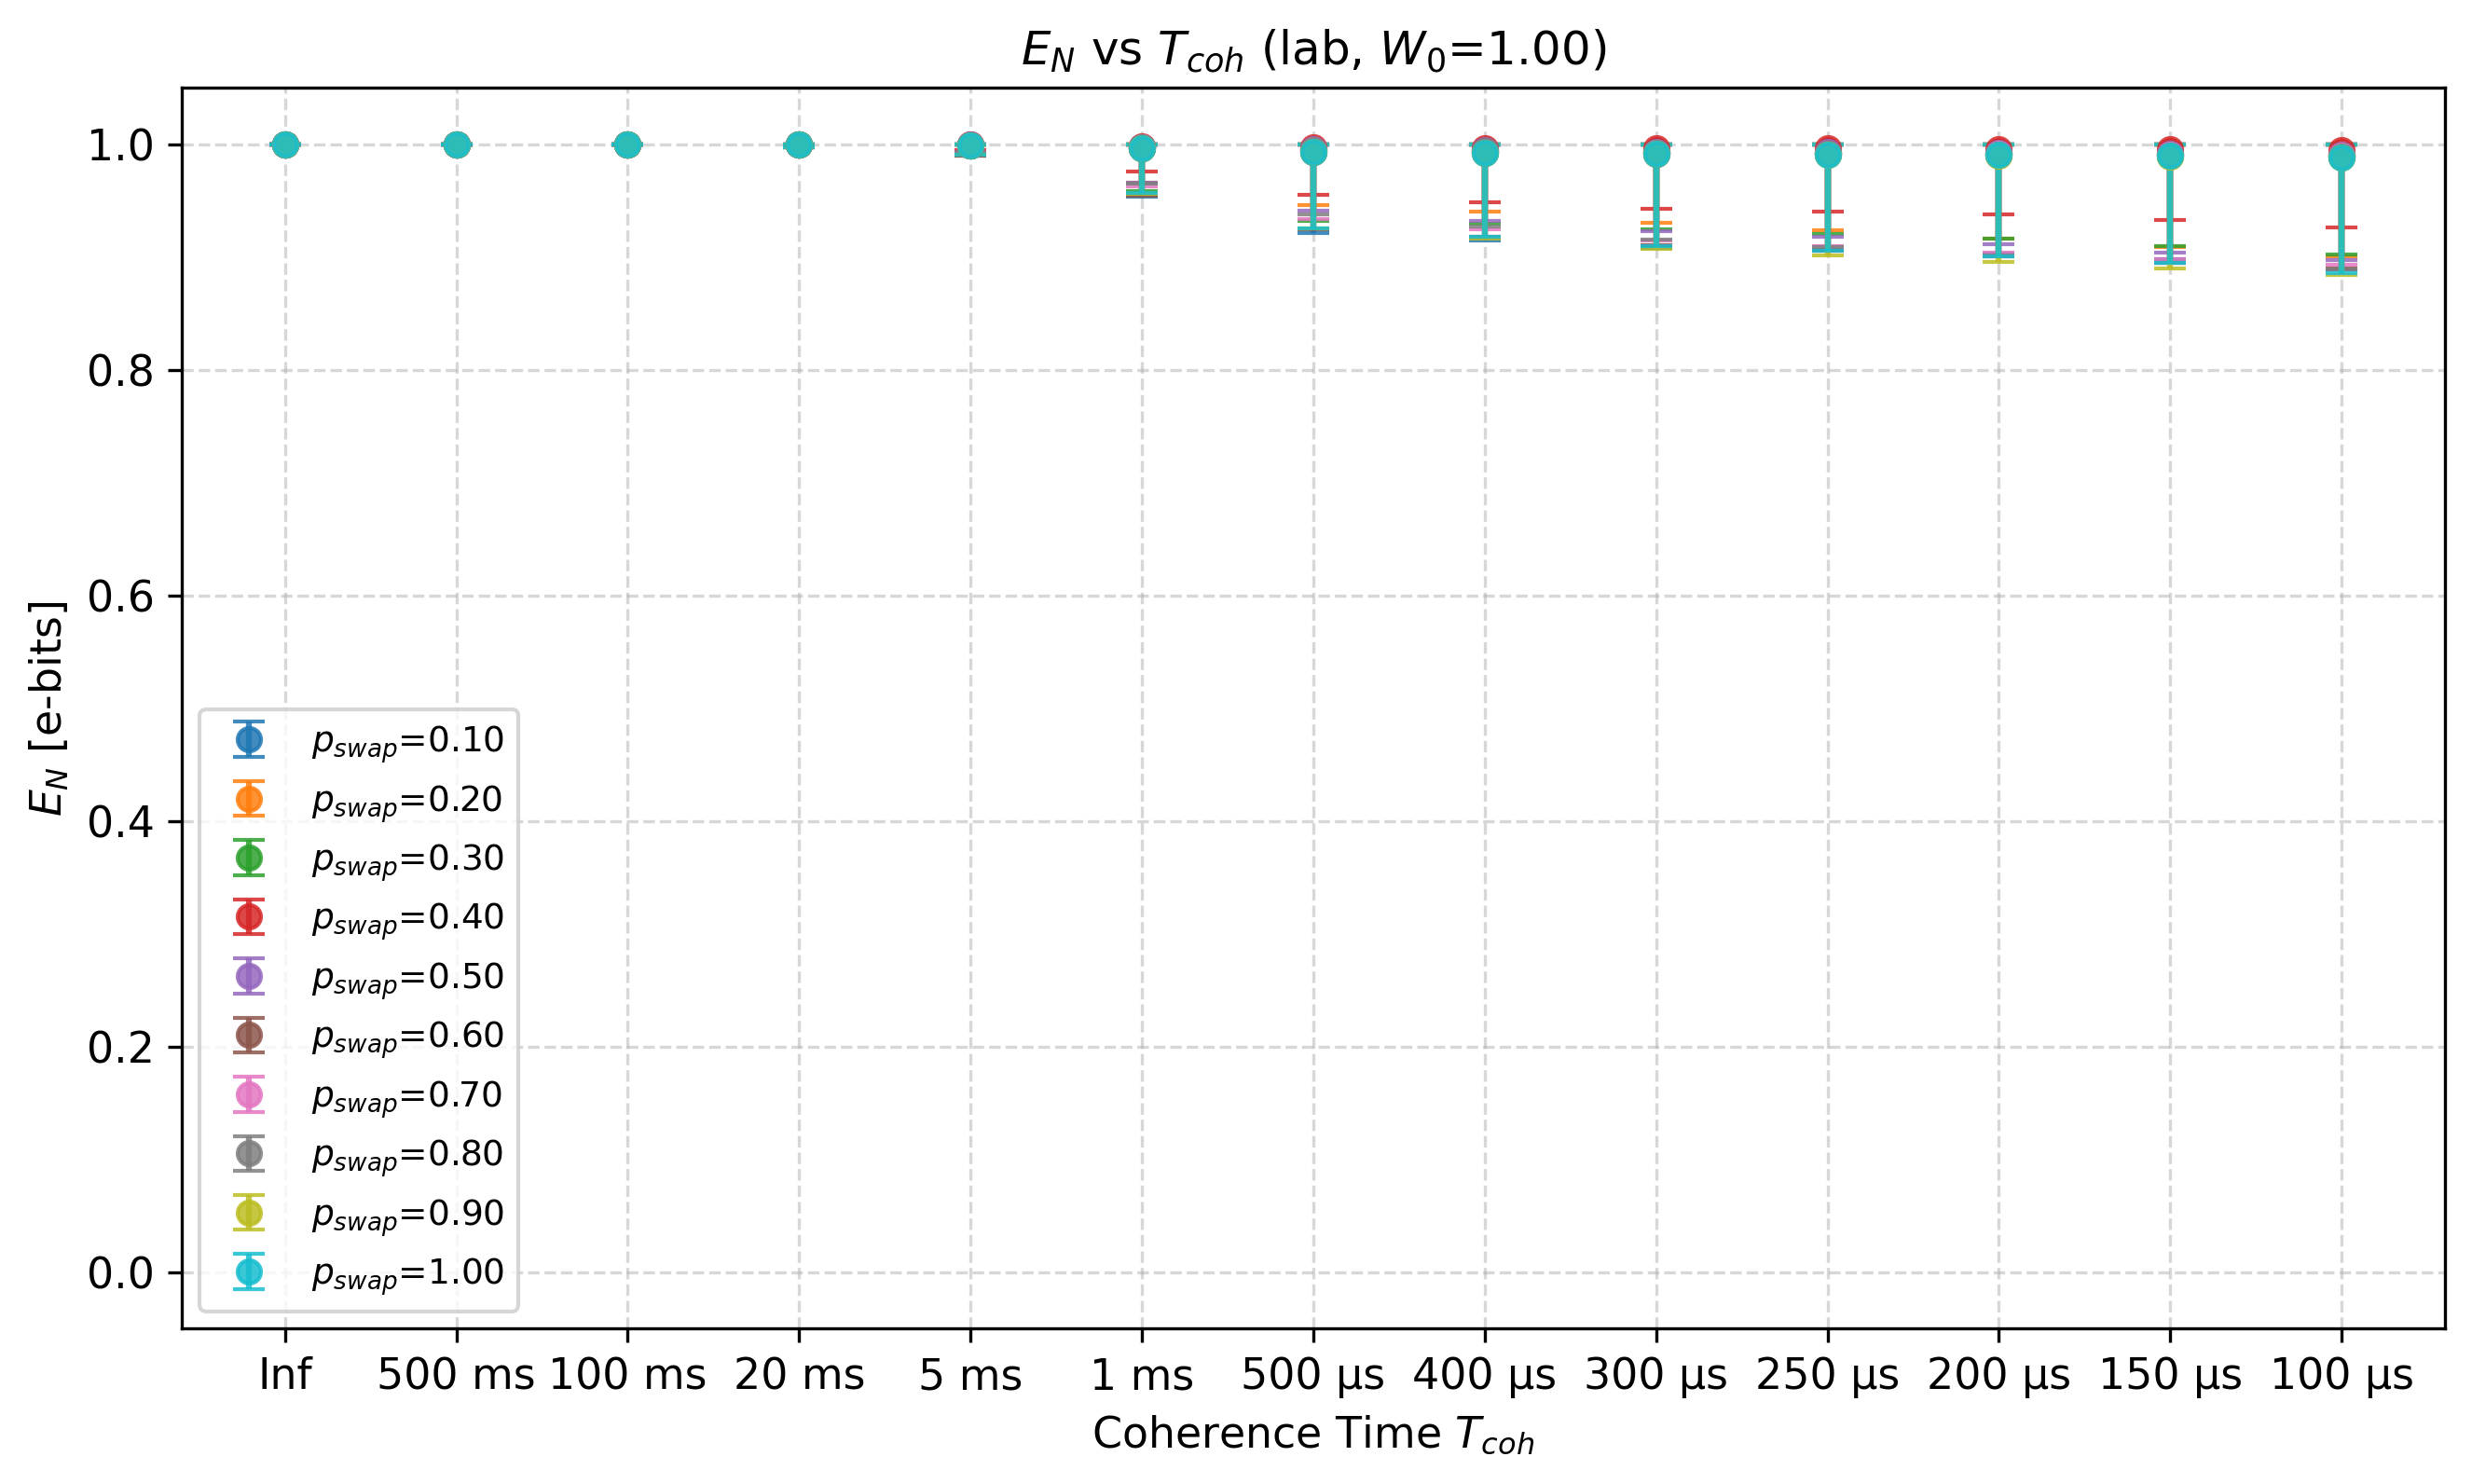 E_N vs T_coh (lab, W_0=1.00)
1.0
0.8
0.6
0.4
0.2
0.0
E_N [e-bits]
p_swap=0.10
p_swap=0.20
p_swap=0.30
p_swap=0.40
p_swap=0.50
p_swap=0.60
p_swap=0.70
p_swap=0.80
p_swap=0.90
p_swap=1.00
Inf 500 ms 100 ms 20 ms 5 ms 1 ms 500 µs 400 µs 300 µs 250 µs 200 µs 150 µs 100 µs
Coherence Time T_coh